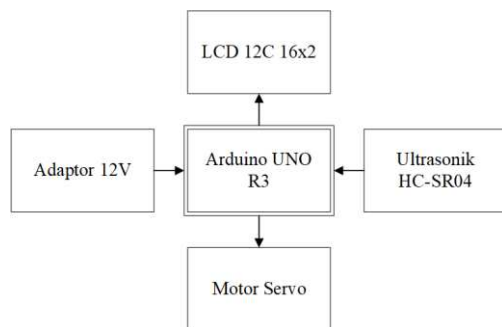 LCD 12C 16x2
Adaptor 12V
Arduino UNO
R3
Ultrasonik
HC-SR04
Motor Servo